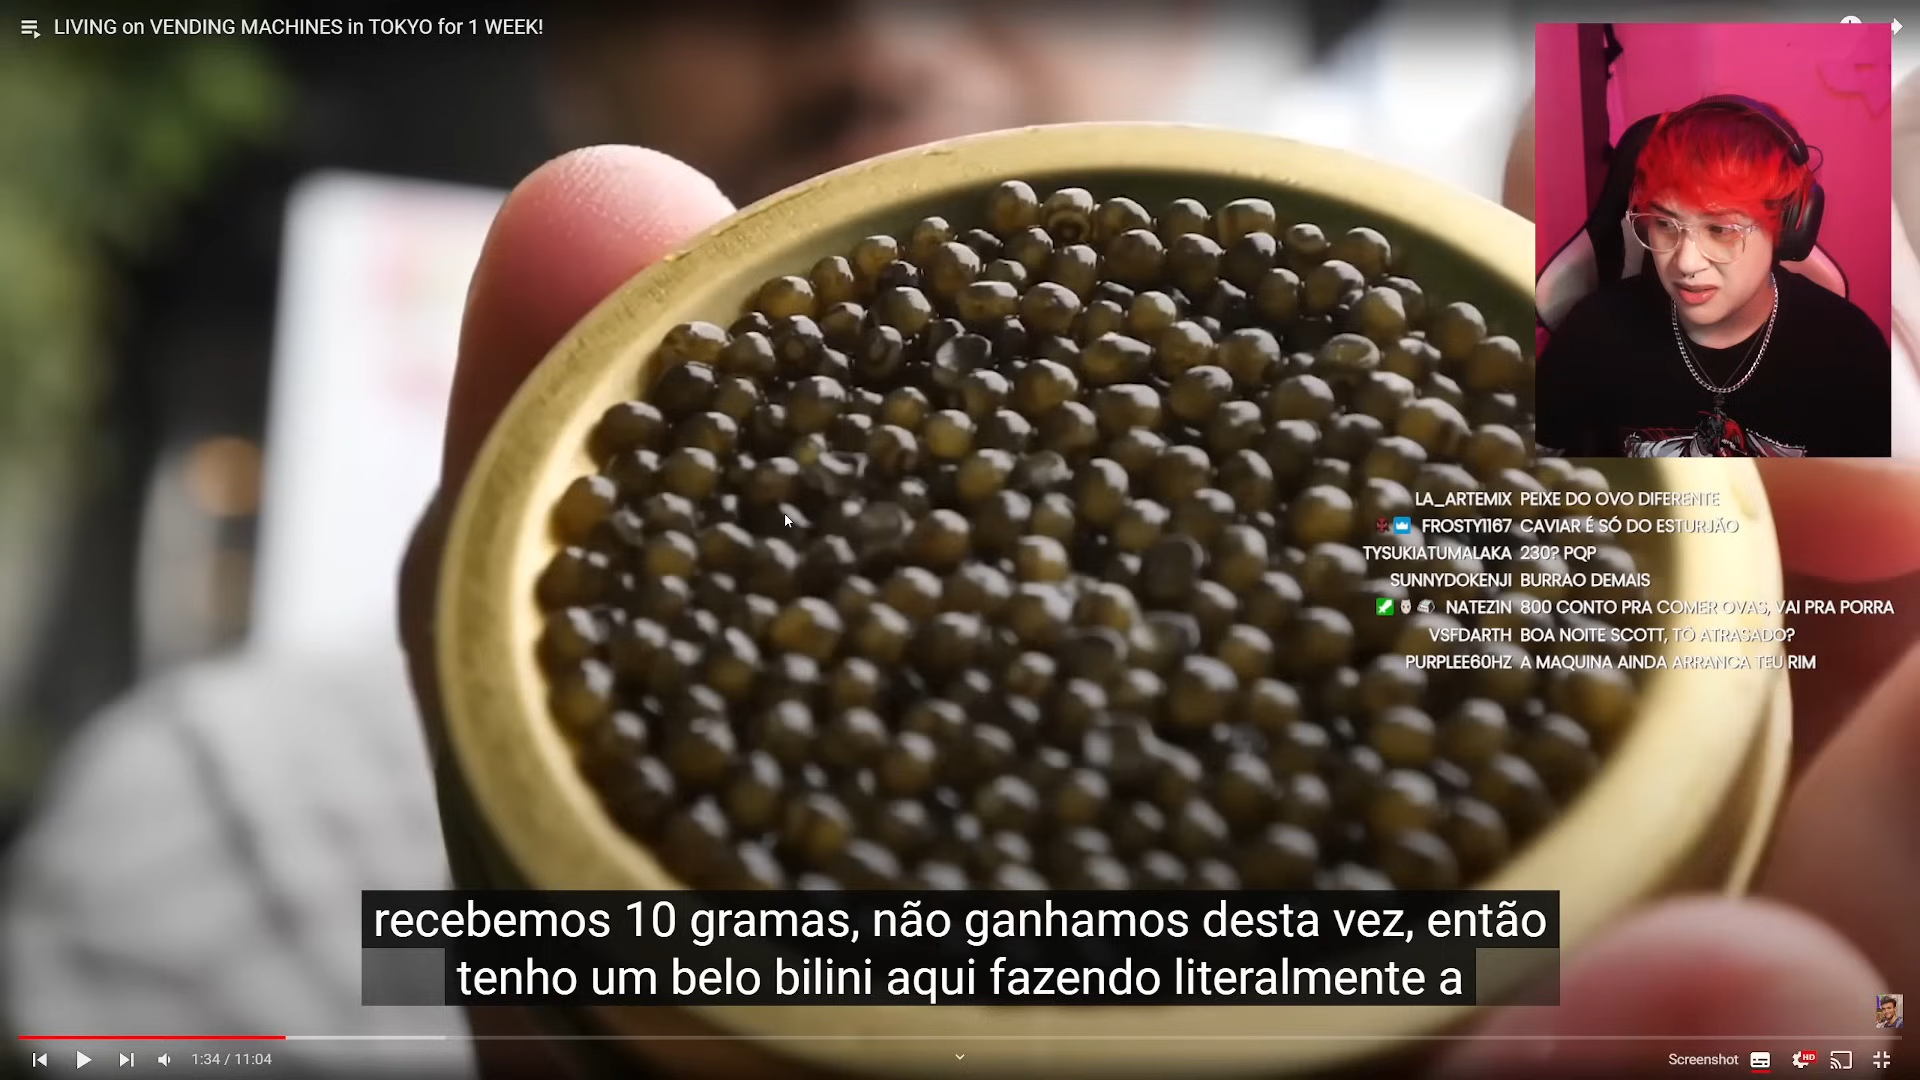 LIVING on VENDING MACHINES in TOKYO for 1 WEEK!
LA_ARTEMIX PEIXE DO OVO DIFERENTE
FROSTY1167 CAVIAR É SÓ DO ESTURJÃO
TYSUKIATUMALAKA 230? PQP
SUNNYDOKENJI BURRAO DEMAIS
NATEZIN 800 CONTO PRA COMER OVAS, VAI PRA PORRA
VSFDARTH BOA NOITE SCOTT, TÔ ATRASADO?
PURPLEE60HZ A MAQUINA AINDA ARRANCA TEU RIM
recebemos 10 gramas, não ganhamos desta vez, então
tenho um belo bilini aqui fazendo literalmente a
1:34 / 11:04
Screenshot
HD